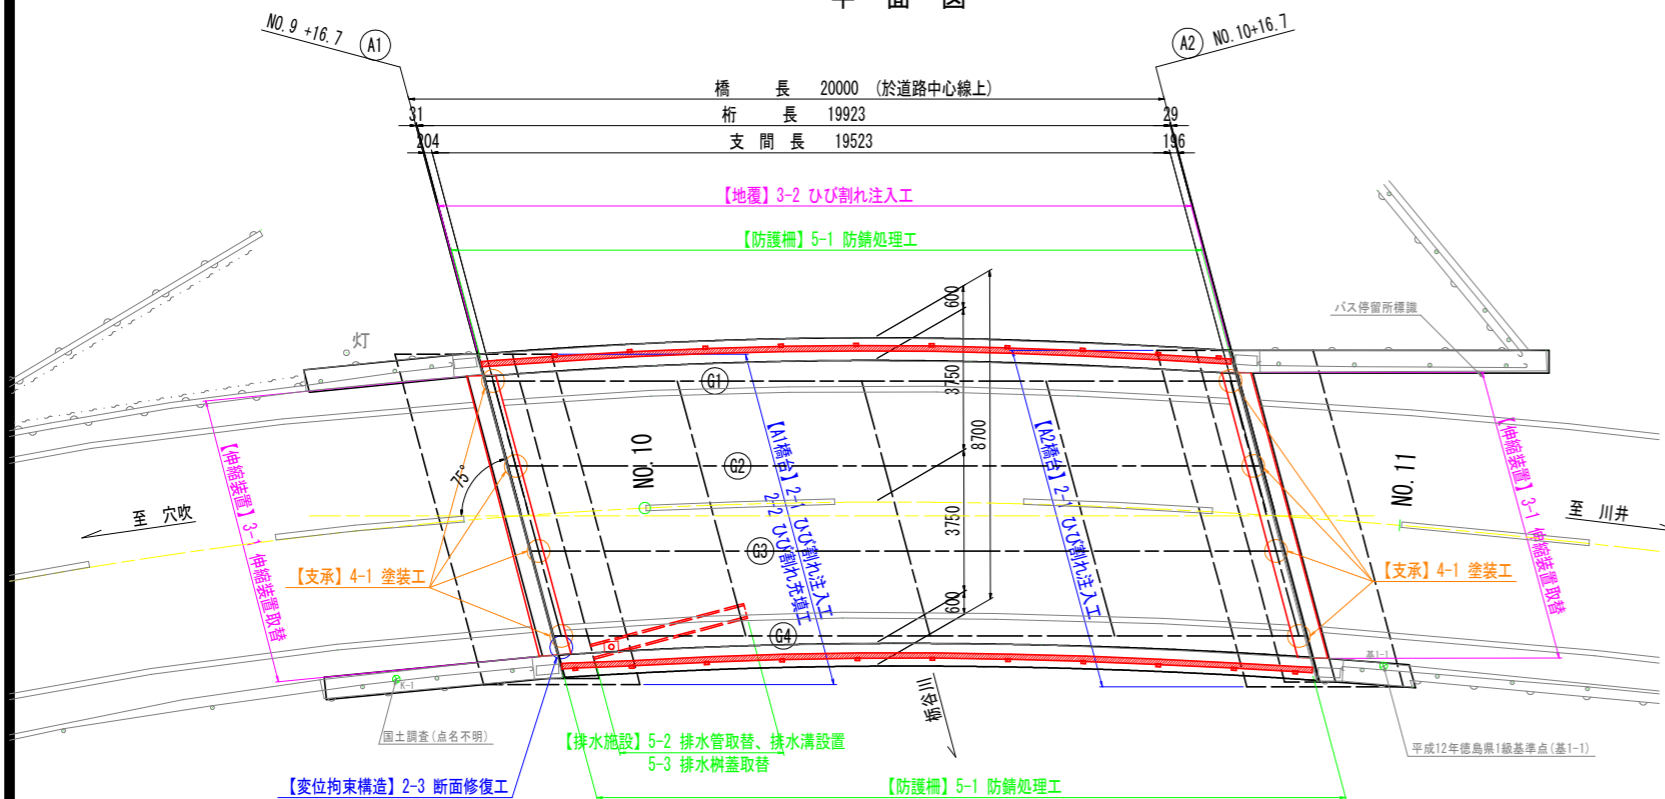 平 面 図
NO. 9 +16.7
A1
A2
NO. 10+16.7
橋 長 20000 (於道路中心線上)
31
桁 長 19923
29
204
支 間 長 19523
196
【地覆】3-2 ひび割れ注入工
【防護柵】5-1 防錆処理工
600
バス停留所標識
灯
G1
3750
8700
【A1橋台】2-1 ひび割れ注入工
2-2 ひび割れ充填工
【A2橋台】2-1 ひび割れ注入工
【伸縮装置】3-1 伸縮装置取替
【伸縮装置】3-1 伸縮装置取替
NO. 10
G2
75°
NO. 11
至 穴吹
至 川井
3750
G3
【支承】4-1 塗装工
【支承】4-1 塗装工
600
G4
基1-1
K-1
栃谷川
国土調査(点名不明)
【排水施設】5-2 排水管取替、排水溝設置
5-3 排水桝蓋取替
平成12年徳島県1級基準点(基1-1)
【変位拘束構造】2-3 断面修復工
【防護柵】5-1 防錆処理工